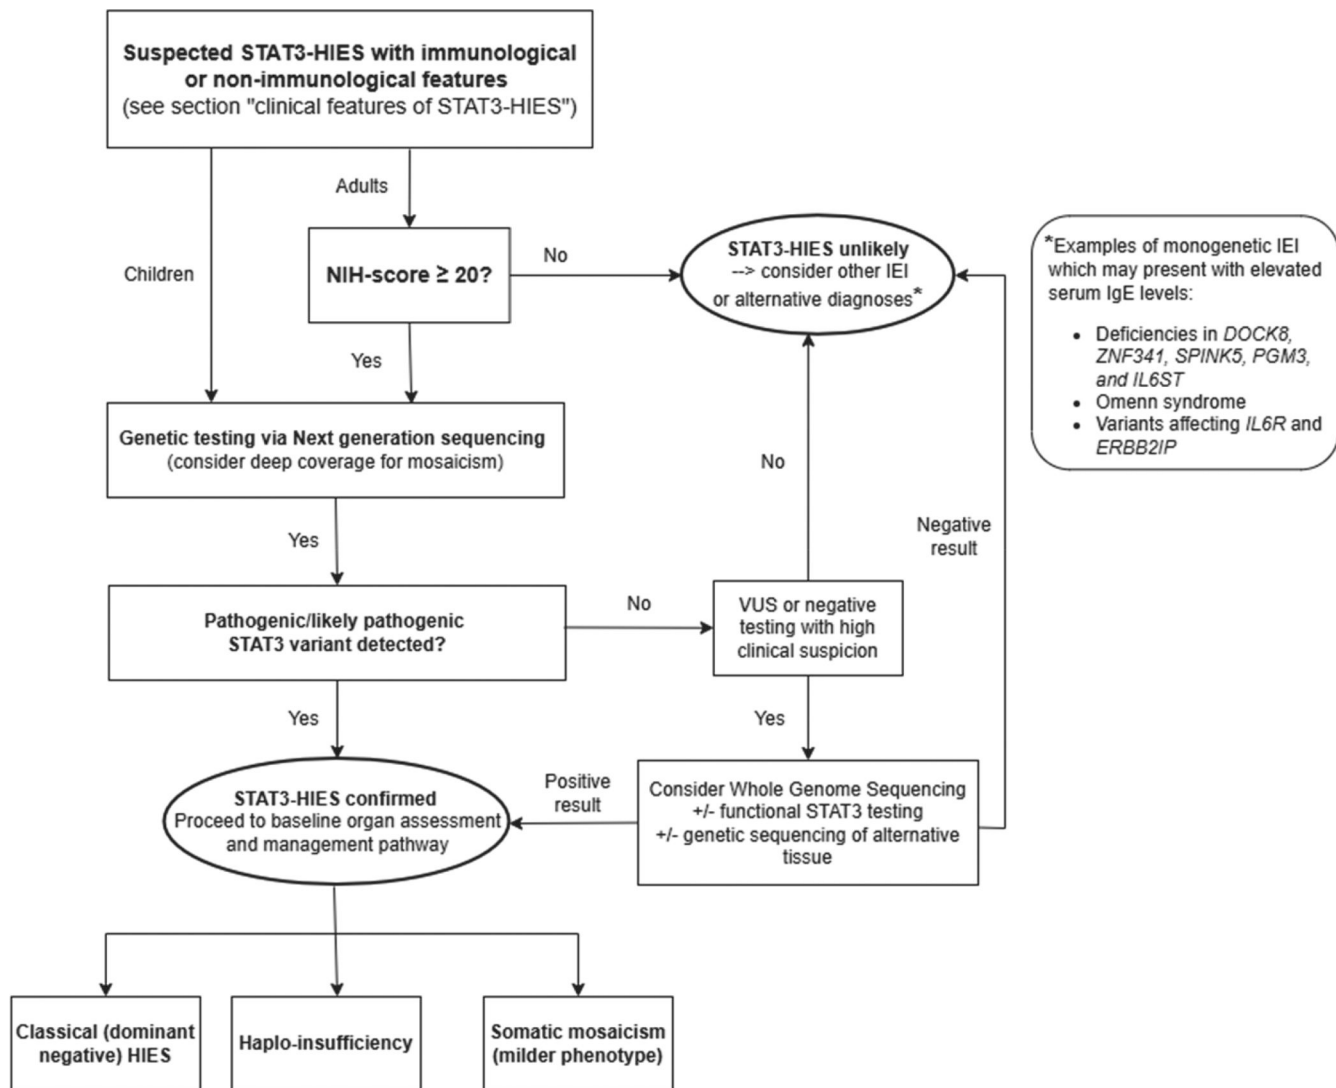 Suspected STAT3-HIES with immunological
or non-immunological features
(see section "clinical features of STAT3-HIES")
Adults
Children
NIH-score ≥ 20?
No
STAT3-HIES unlikely
--> consider other IEI
or alternative diagnoses*
*Examples of monogenetic IEI
which may present with elevated
serum IgE levels:
• Deficiencies in DOCK8,
ZNF341, SPINK5, PGM3,
and IL6ST
• Omenn syndrome
• Variants affecting IL6R and
ERBB2IP
Yes
Genetic testing via Next generation sequencing
(consider deep coverage for mosaicism)
No
Negative
result
Yes
Pathogenic/likely pathogenic
STAT3 variant detected?
No
VUS or negative
testing with high
clinical suspicion
Yes
Yes
STAT3-HIES confirmed
Proceed to baseline organ assessment
and management pathway
Positive
result
Consider Whole Genome Sequencing
+/- functional STAT3 testing
+/- genetic sequencing of alternative
tissue
Classical (dominant
negative) HIES
Haplo-insufficiency
Somatic mosaicism
(milder phenotype)